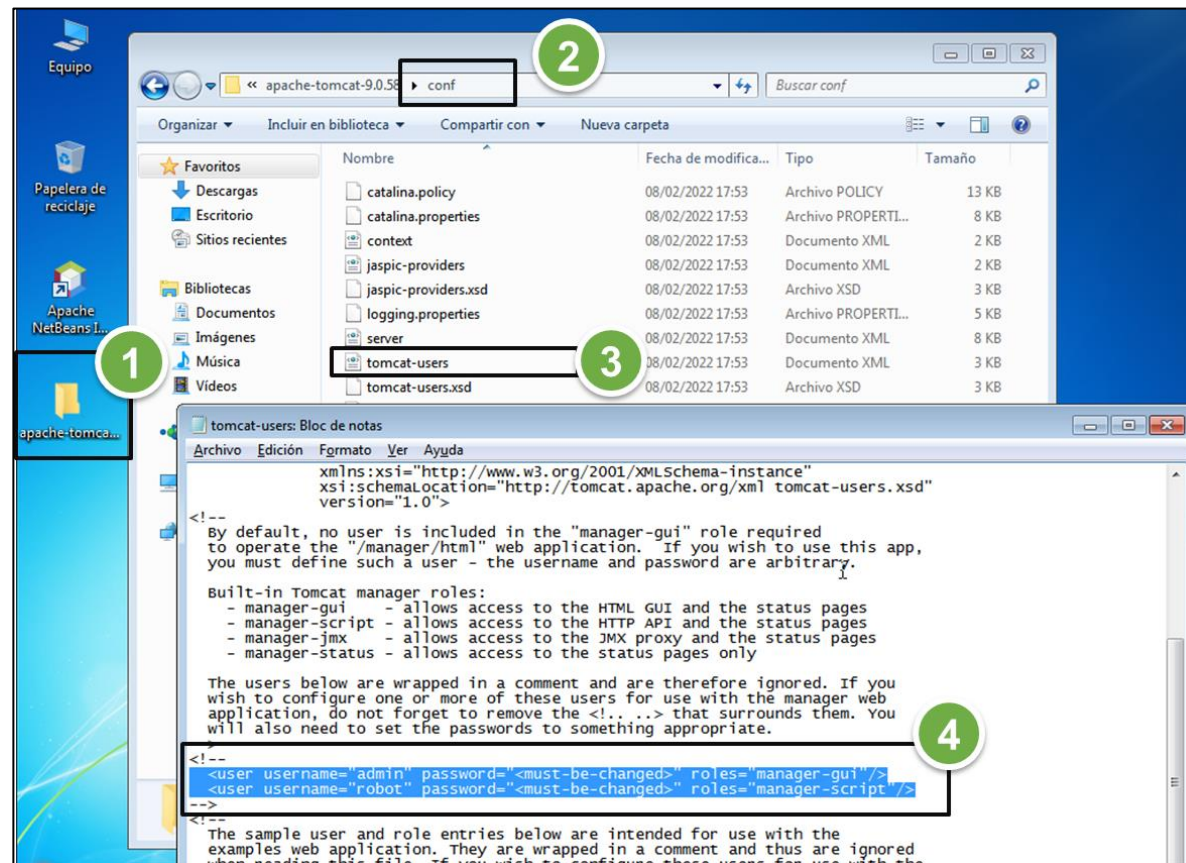 Equipo
Papelera de
reciclaje
Apache
NetBeans I...
apache-tomca...
1
2
« apache-tomcat-9.0.58 ▸ conf
Buscar conf
Organizar
Incluir en biblioteca
Compartir con
Nueva carpeta
Favoritos
Descargas
Escritorio
Sitios recientes
Bibliotecas
Documentos
Imágenes
Música
Vídeos
Nombre Fecha de modifica... Tipo Tamaño
catalina.policy 08/02/2022 17:53 Archivo POLICY 13 KB
catalina.properties 08/02/2022 17:53 Archivo PROPERTI... 8 KB
context 08/02/2022 17:53 Documento XML 2 KB
jaspic-providers 08/02/2022 17:53 Documento XML 2 KB
jaspic-providers.xsd 08/02/2022 17:53 Archivo XSD 3 KB
logging.properties 08/02/2022 17:53 Archivo PROPERTI... 5 KB
server 08/02/2022 17:53 Documento XML 8 KB
tomcat-users 3 08/02/2022 17:53 Documento XML 3 KB
tomcat-users.xsd 08/02/2022 17:53 Archivo XSD 3 KB
tomcat-users: Bloc de notas
Archivo Edición Formato Ver Ayuda
xmlns:xsi="http://www.w3.org/2001/XMLSchema-instance"
xsi:schemaLocation="http://tomcat.apache.org/xml tomcat-users.xsd"
version="1.0">
<!--
By default, no user is included in the "manager-gui" role required
to operate the "/manager/html" web application. If you wish to use this app,
you must define such a user - the username and password are arbitrary.
Built-in Tomcat manager roles:
- manager-gui - allows access to the HTML GUI and the status pages
- manager-script - allows access to the HTTP API and the status pages
- manager-jmx - allows access to the JMX proxy and the status pages
- manager-status - allows access to the status pages only
The users below are wrapped in a comment and are therefore ignored. If you
wish to configure one or more of these users for use with the manager web
application, do not forget to remove the <!.. ..> that surrounds them. You
will also need to set the passwords to something appropriate.
4
<!--
<user username="admin" password="<must-be-changed>" roles="manager-gui"/>
<user username="robot" password="<must-be-changed>" roles="manager-script"/>
-->
<!--
The sample user and role entries below are intended for use with the
examples web application. They are wrapped in a comment and thus are ignored
when reading this file. If you wish to configure these users for use with the